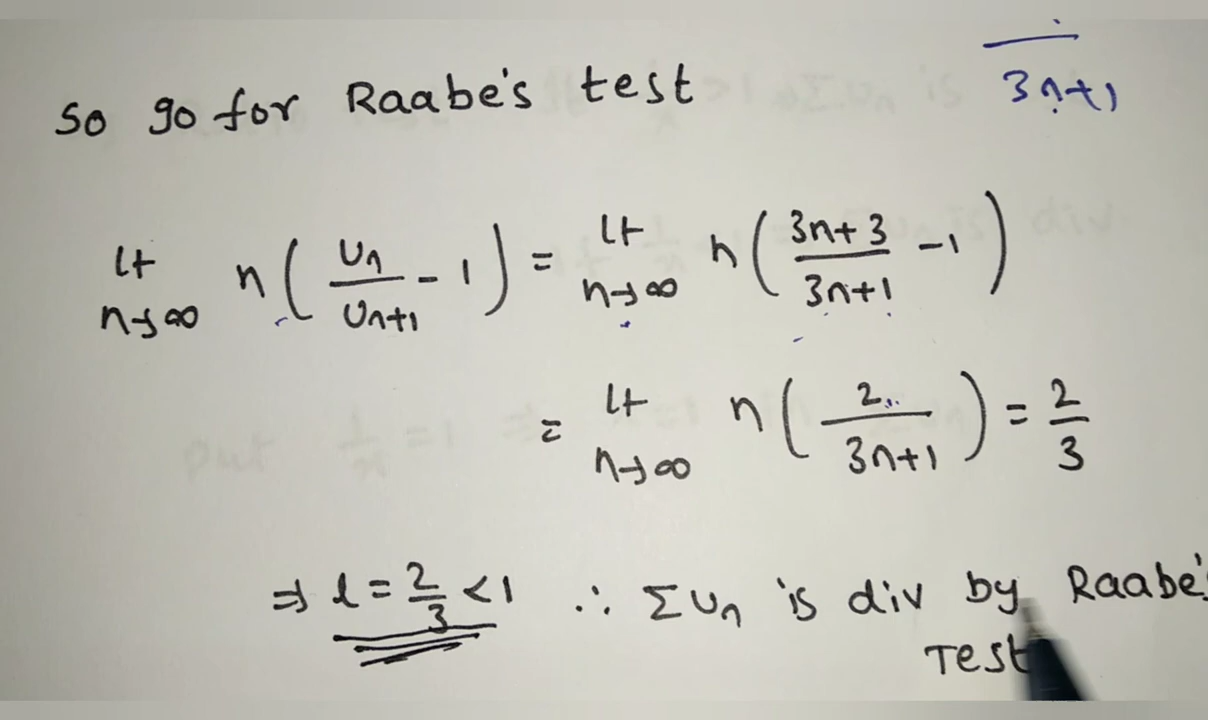 3n+1
So go for Raabe's test
lt n→∞ n( Un/Un+1 - 1 ) = lt n→∞ n( 3n+3/3n+1 - 1 )
= lt n→∞ n( 2/3n+1 ) = 2/3
⇒ l = 2/3 < 1 ∴ ΣUn is div by Raabe's
Test